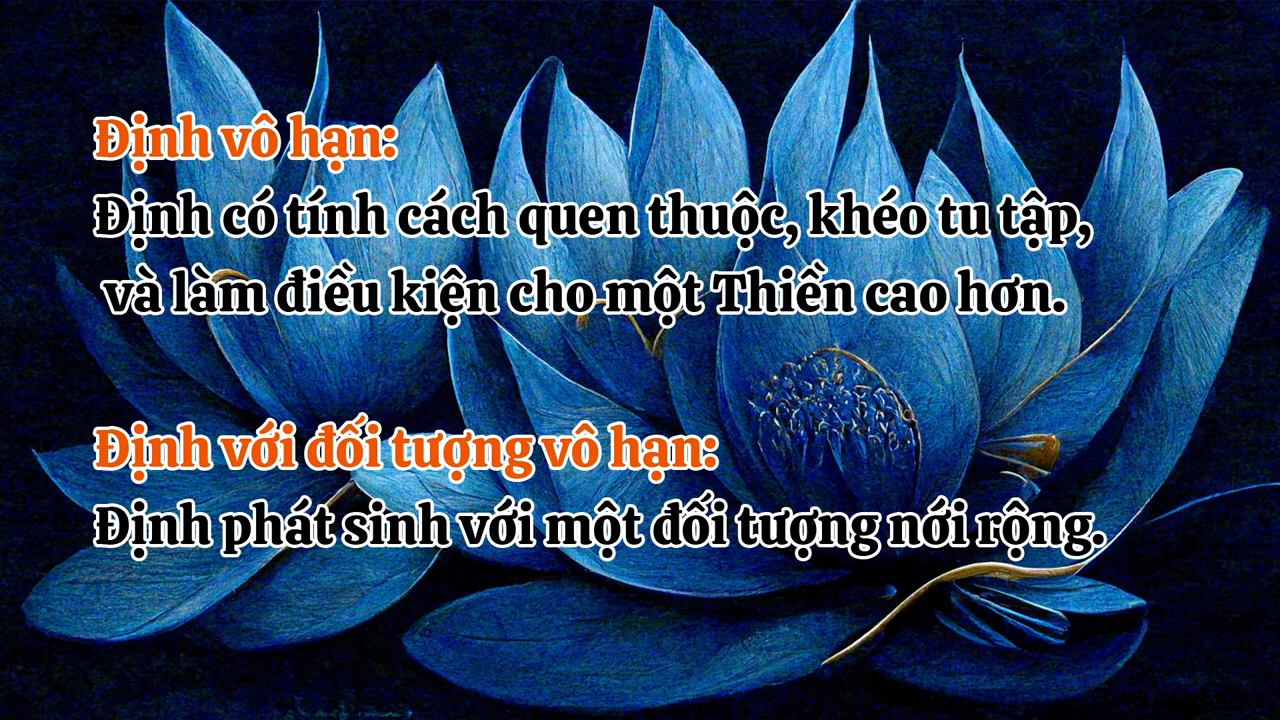 Định vô hạn:
Định có tính cách quen thuộc, khéo tu tập,
và làm điều kiện cho một Thiền cao hơn.
Định với đối tượng vô hạn:
Định phát sinh với một đối tượng nới rộng.